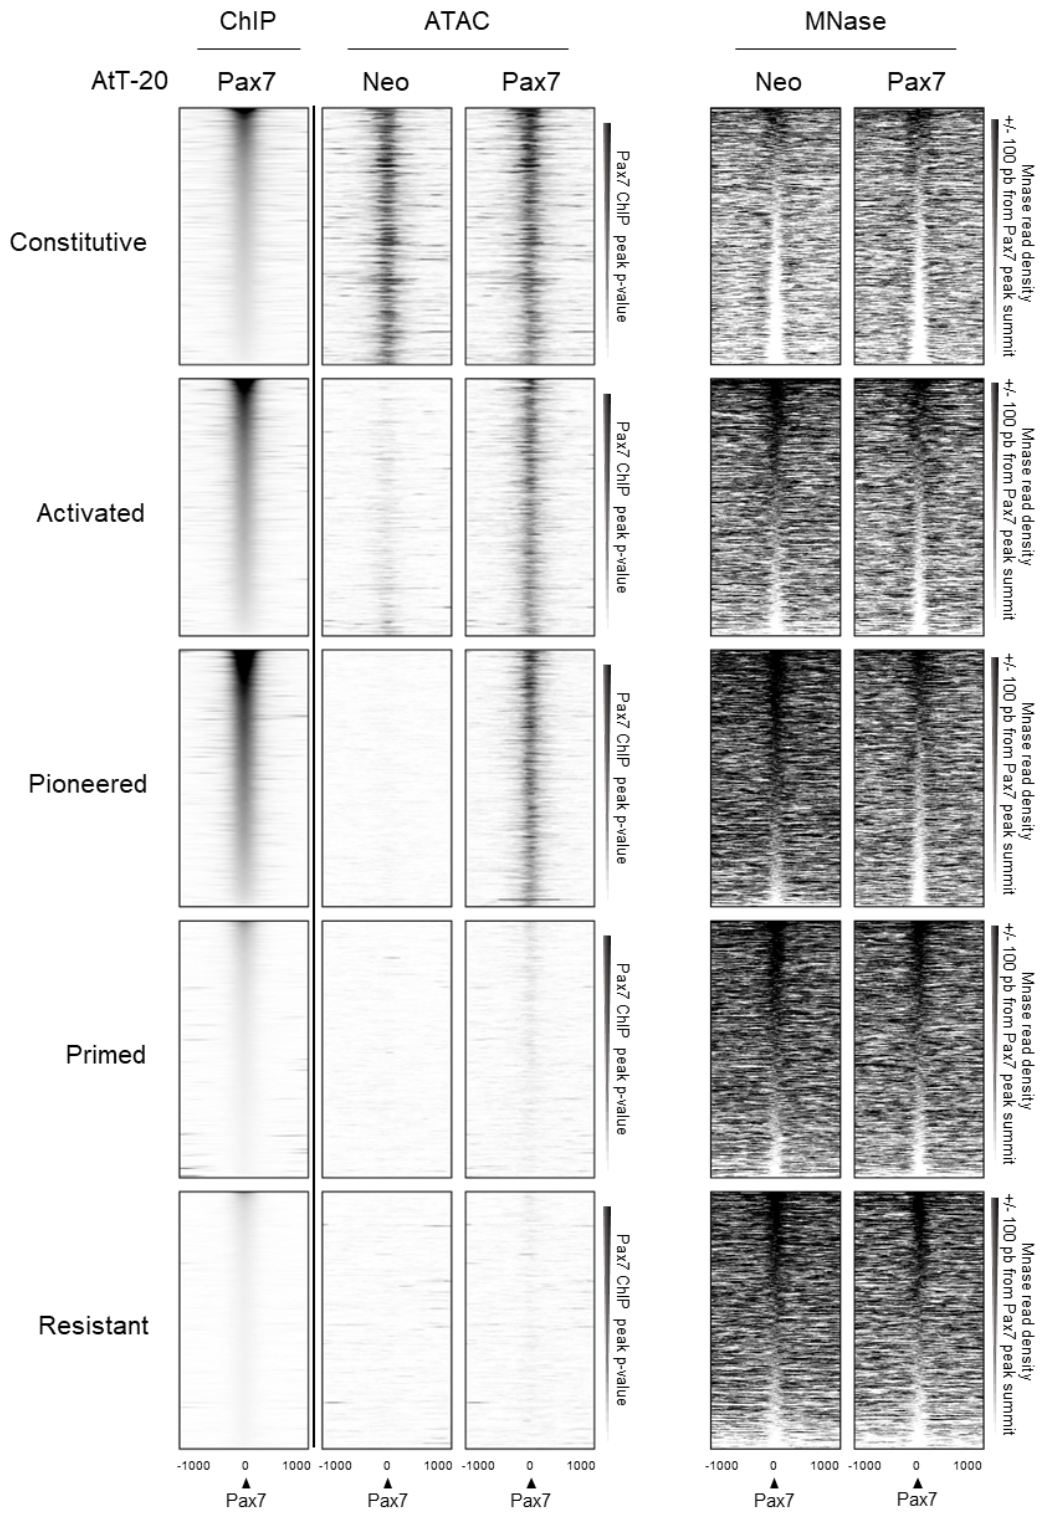 ChIP ATAC MNase
AtT-20 Pax7 Neo Pax7 Neo Pax7
Constitutive
Pax7 ChIP peak p-value
Mnase read density
+/- 100 pb from Pax7 peak summit
Activated
Pax7 ChIP peak p-value
Mnase read density
+/- 100 pb from Pax7 peak summit
Pioneered
Pax7 ChIP peak p-value
Mnase read density
+/- 100 pb from Pax7 peak summit
Primed
Pax7 ChIP peak p-value
Mnase read density
+/- 100 pb from Pax7 peak summit
Resistant
Pax7 ChIP peak p-value
Mnase read density
+/- 100 pb from Pax7 peak summit
-1000 0 1000 -1000 0 1000 -1000 0 1000 -1000 0 1000 -1000 0 1000
Pax7 Pax7 Pax7 Pax7 Pax7